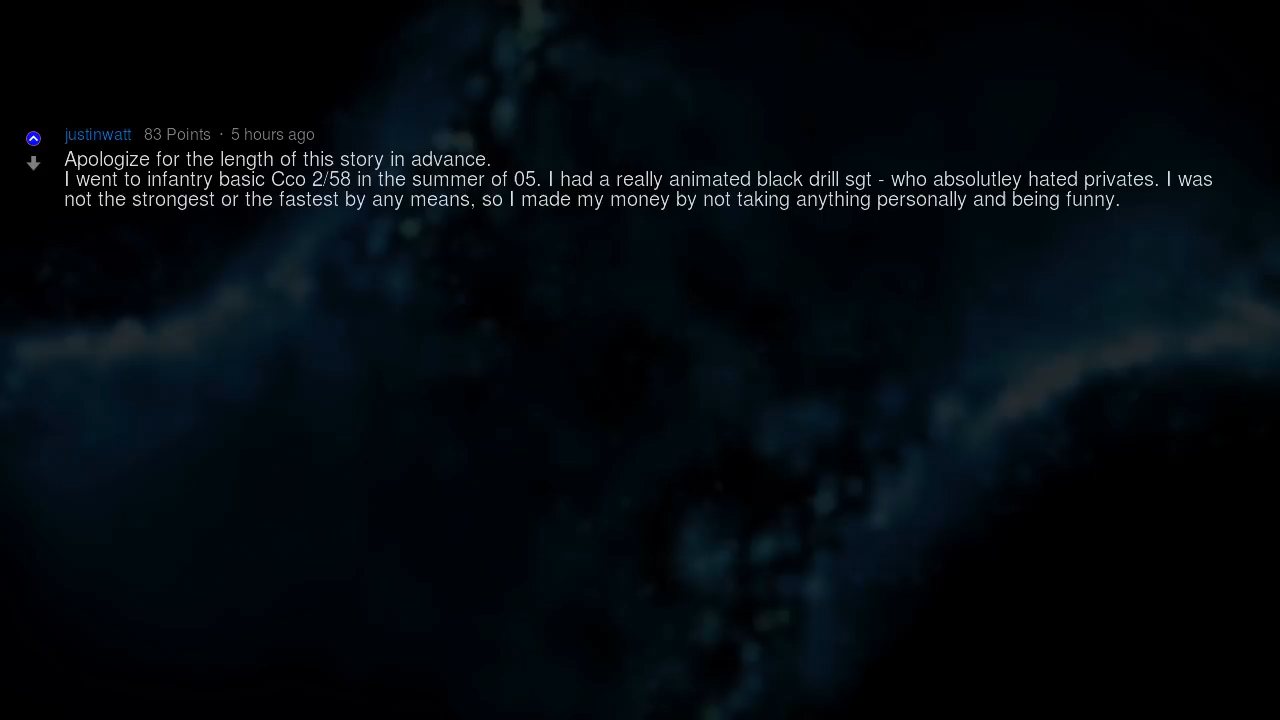 justinwatt 83 Points · 5 hours ago
Apologize for the length of this story in advance.
I went to infantry basic Cco 2/58 in the summer of 05. I had a really animated black drill sgt - who absolutley hated privates. I was
not the strongest or the fastest by any means, so I made my money by not taking anything personally and being funny.